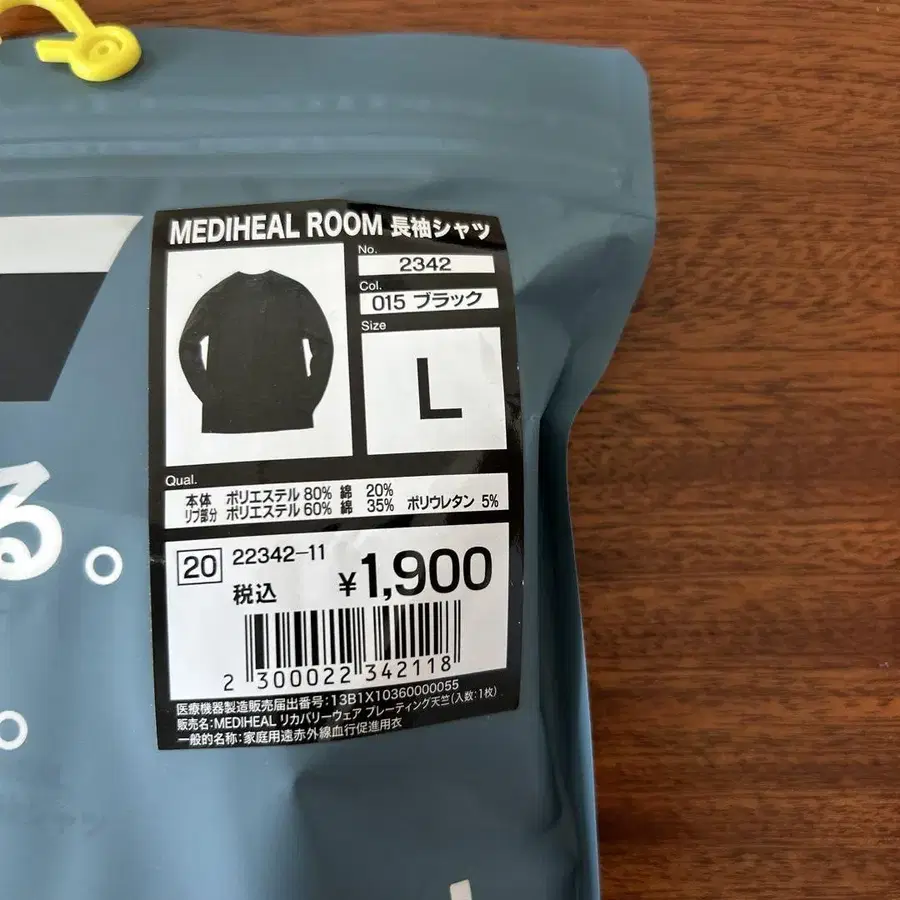 MEDIHEAL ROOM 長袖シャツ
No.
2342
Col.
015 ブラック
Size
L
Qual.
本体 ポリエステル 80% 綿 20%
リブ部分 ポリエステル 60% 綿 35% ポリウレタン 5%
20 22342-11
税込 ¥1,900
2 300022 342118
医療機器製造販売届出番号:13B1X10360000055
販売名:MEDIHEAL リカバリーウェア プレーティング天竺(入数:1枚)
一般的名称:家庭用遠赤外線血行促進用衣
る。
。